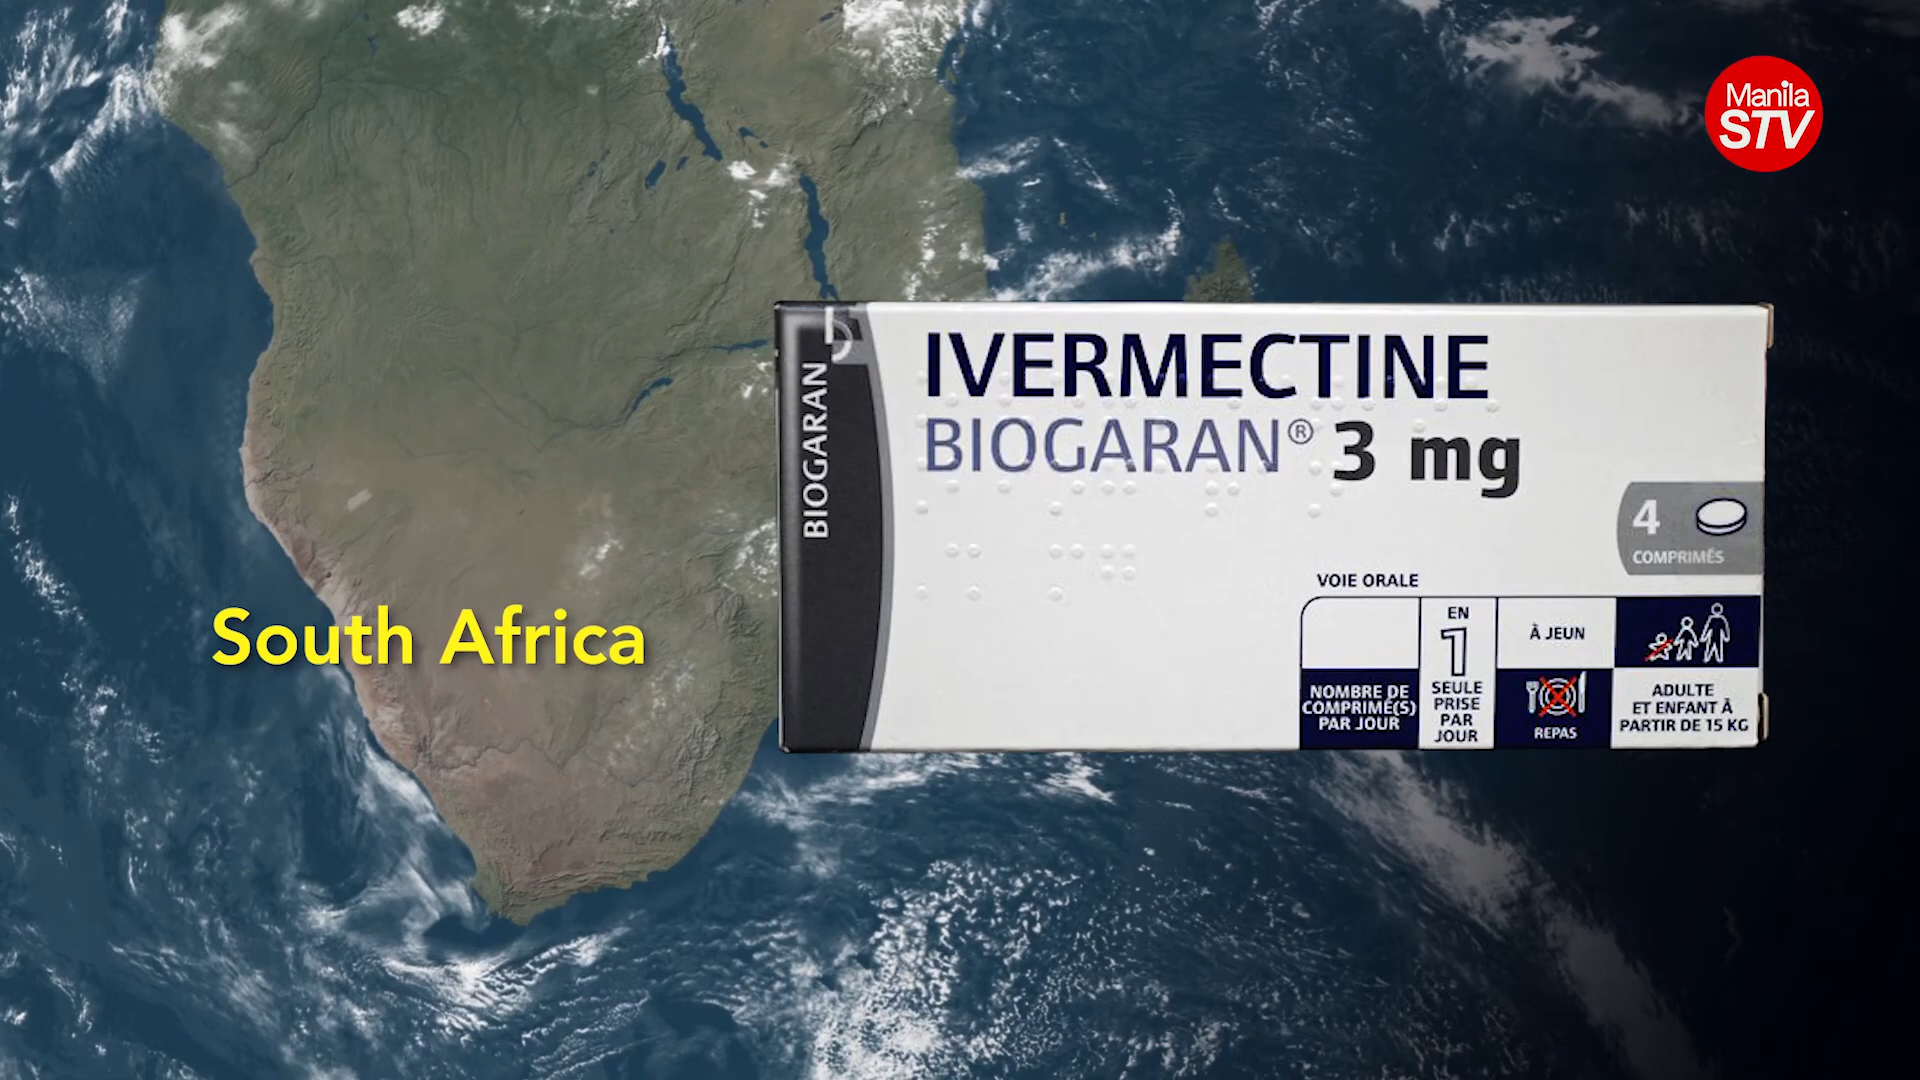 Manila
STV
IVERMECTINE
BIOGARAN® 3 mg
BIOGARAN
4
COMPRIMÉS
VOIE ORALE
NOMBRE DE
COMPRIMÉ(S)
PAR JOUR
EN
1
SEULE
PRISE
PAR
JOUR
À JEUN
REPAS
ADULTE
ET ENFANT À
PARTIR DE 15 KG
South Africa